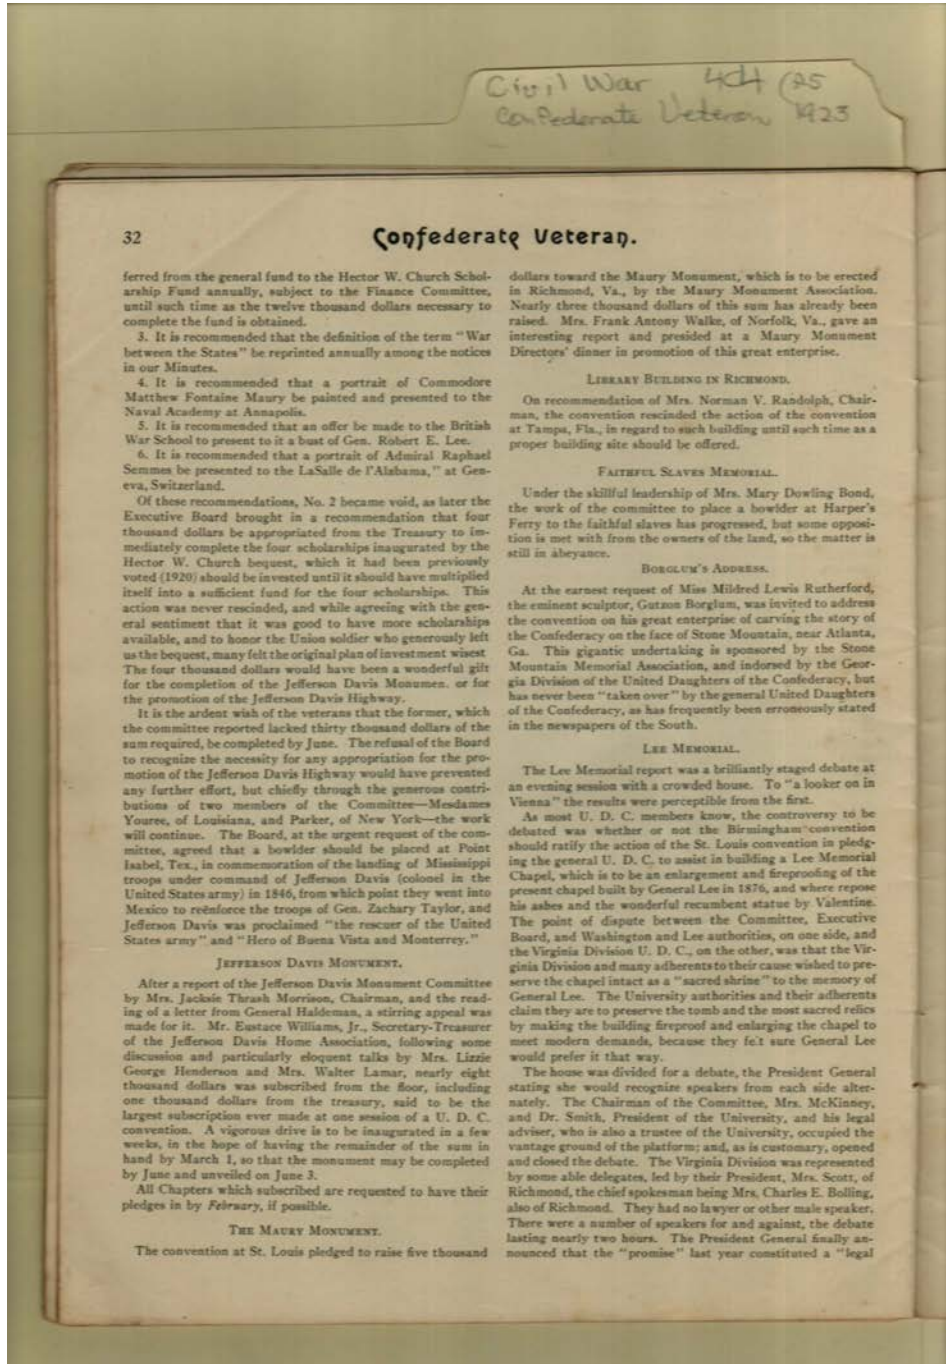 Civil War 4c4 (25
Confederate Veteran 1923
32
Confederate Veteran.
ferred from the general fund to the Hector W. Church Schol-
arship Fund annually, subject to the Finance Committee,
until such time as the twelve thousand dollars necessary to
complete the fund is obtained.
3. It is recommended that the definition of the term "War
between the States" be reprinted annually among the notices
in our Minutes.
4. It is recommended that a portrait of Commodore
Matthew Fontaine Maury be painted and presented to the
Naval Academy at Annapolis.
5. It is recommended that an offer be made to the British
War School to present to it a bust of Gen. Robert E. Lee.
6. It is recommended that a portrait of Admiral Raphael
Semmes be presented to the LaSalle de l'Alabama," at Gen-
eva, Switzerland.
Of these recommendations, No. 2 became void, as later the
Executive Board brought in a recommendation that four
thousand dollars be appropriated from the Treasury to im-
mediately complete the four scholarships inaugurated by the
Hector W. Church bequest, which it had been previously
voted (1920) should be invested until it should have multiplied
itself into a sufficient fund for the four scholarships. This
action was never rescinded, and while agreeing with the gen-
eral sentiment that it was good to have more scholarships
available, and to honor the Union soldier who generously left
us the bequest, many felt the original plan of investment wisest
The four thousand dollars would have been a wonderful gift
for the completion of the Jefferson Davis Monumen. or for
the promotion of the Jefferson Davis Highway.
It is the ardent wish of the veterans that the former, which
the committee reported lacked thirty thousand dollars of the
sum required, be completed by June. The refusal of the Board
to recognize the necessity for any appropriation for the pro-
motion of the Jefferson Davis Highway would have prevented
any further effort, but chiefly through the generous contri-
butions of two members of the Committee—Mesdames
Youree, of Louisiana, and Parker, of New York—the work
will continue. The Board, at the urgent request of the com-
mittee, agreed that a bowlder should be placed at Point
Isabel, Tex., in commemoration of the landing of Mississippi
troops under command of Jefferson Davis (colonel in the
United States army) in 1846, from which point they went into
Mexico to reënforce the troops of Gen. Zachary Taylor, and
Jefferson Davis was proclaimed "the rescuer of the United
States army" and "Hero of Buena Vista and Monterrey."
JEFFERSON DAVIS MONUMENT.
After a report of the Jefferson Davis Monument Committee
by Mrs. Jacksie Thrash Morrison, Chairman, and the read-
ing of a letter from General Haldeman, a stirring appeal was
made for it. Mr. Eustace Williams, Jr., Secretary-Treasurer
of the Jefferson Davis Home Association, following some
discussion and particularly eloquent talks by Mrs. Lizzie
George Henderson and Mrs. Walter Lamar, nearly eight
thousand dollars was subscribed from the floor, including
one thousand dollars from the treasury, said to be the
largest subscription ever made at one session of a U. D. C.
convention. A vigorous drive is to be inaugurated in a few
weeks, in the hope of having the remainder of the sum in
hand by March 1, so that the monument may be completed
by June and unveiled on June 3.
All Chapters which subscribed are requested to have their
pledges in by February, if possible.
THE MAURY MONUMENT.
The convention at St. Louis pledged to raise five thousand
dollars toward the Maury Monument, which is to be erected
in Richmond, Va., by the Maury Monument Association.
Nearly three thousand dollars of this sum has already been
raised. Mrs. Frank Antony Walke, of Norfolk, Va., gave an
interesting report and presided at a Maury Monument
Directors' dinner in promotion of this great enterprise.
LIBRARY BUILDING IN RICHMOND.
On recommendation of Mrs. Norman V. Randolph, Chair-
man, the convention rescinded the action of the convention
at Tampa, Fla., in regard to such building until such time as a
proper building site should be offered.
FAITHFUL SLAVES MEMORIAL.
Under the skillful leadership of Mrs. Mary Dowling Bond,
the work of the committee to place a bowlder at Harper's
Ferry to the faithful slaves has progressed, but some opposi-
tion is met with from the owners of the land, so the matter is
still in abeyance.
BORGLUM'S ADDRESS.
At the earnest request of Miss Mildred Lewis Rutherford,
the eminent sculptor, Gutzon Borglum, was invited to address
the convention on his great enterprise of carving the story of
the Confederacy on the face of Stone Mountain, near Atlanta,
Ga. This gigantic undertaking is sponsored by the Stone
Mountain Memorial Association, and indorsed by the Geor-
gia Division of the United Daughters of the Confederacy, but
has never been "taken over" by the general United Daughters
of the Confederacy, as has frequently been erroneously stated
in the newspapers of the South.
LEE MEMORIAL.
The Lee Memorial report was a brilliantly staged debate at
an evening session with a crowded house. To "a looker on in
Vienna" the results were perceptible from the first.
As most U. D. C. members know, the controversy to be
debated was whether or not the Birmingham convention
should ratify the action of the St. Louis convention in pledg-
ing the general U. D. C. to assist in building a Lee Memorial
Chapel, which is to be an enlargement and fireproofing of the
present chapel built by General Lee in 1876, and where repose
his ashes and the wonderful recumbent statue by Valentine.
The point of dispute between the Committee, Executive
Board, and Washington and Lee authorities, on one side, and
the Virginia Division U. D. C., on the other, was that the Vir-
ginia Division and many adherents to their cause wished to pre-
serve the chapel intact as a "sacred shrine" to the memory of
General Lee. The University authorities and their adherents
claim they are to preserve the tomb and the most sacred relics
by making the building fireproof and enlarging the chapel to
meet modern demands, because they felt sure General Lee
would prefer it that way.
The house was divided for a debate, the President General
stating she would recognize speakers from each side alter-
nately. The Chairman of the Committee, Mrs. McKinney,
and Dr. Smith, President of the University, and his legal
adviser, who is also a trustee of the University, occupied the
vantage ground of the platform; and, as is customary, opened
and closed the debate. The Virginia Division was represented
by some able delegates, led by their President, Mrs. Scott, of
Richmond, the chief spokesman being Mrs. Charles E. Bolling,
also of Richmond. They had no lawyer or other male speaker.
There were a number of speakers for and against, the debate
lasting nearly two hours. The President General finally an-
nounced that the "promise" last year constituted a "legal